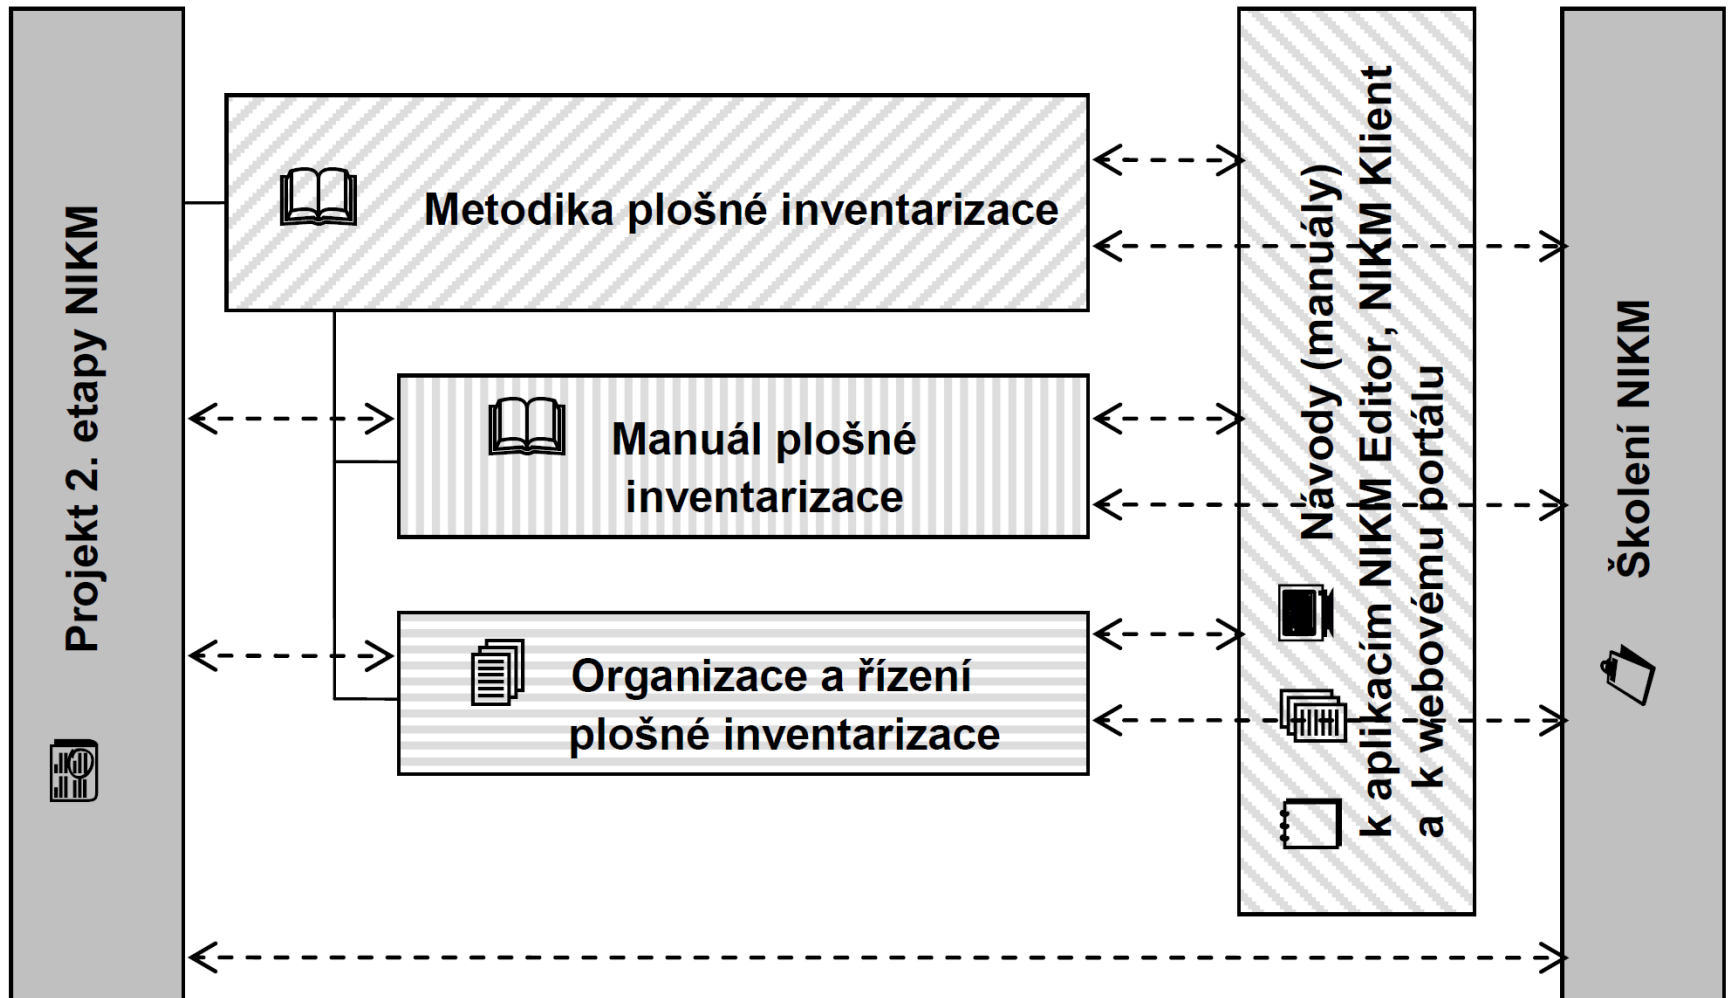 Projekt 2. etapy NIKM
Metodika plošné inventarizace
Manuál plošné
inventarizace
Organizace a řízení
plošné inventarizace
Návody (manuály)
k aplikacím NIKM Editor, NIKM Klient
a k webovému portálu
Školení NIKM